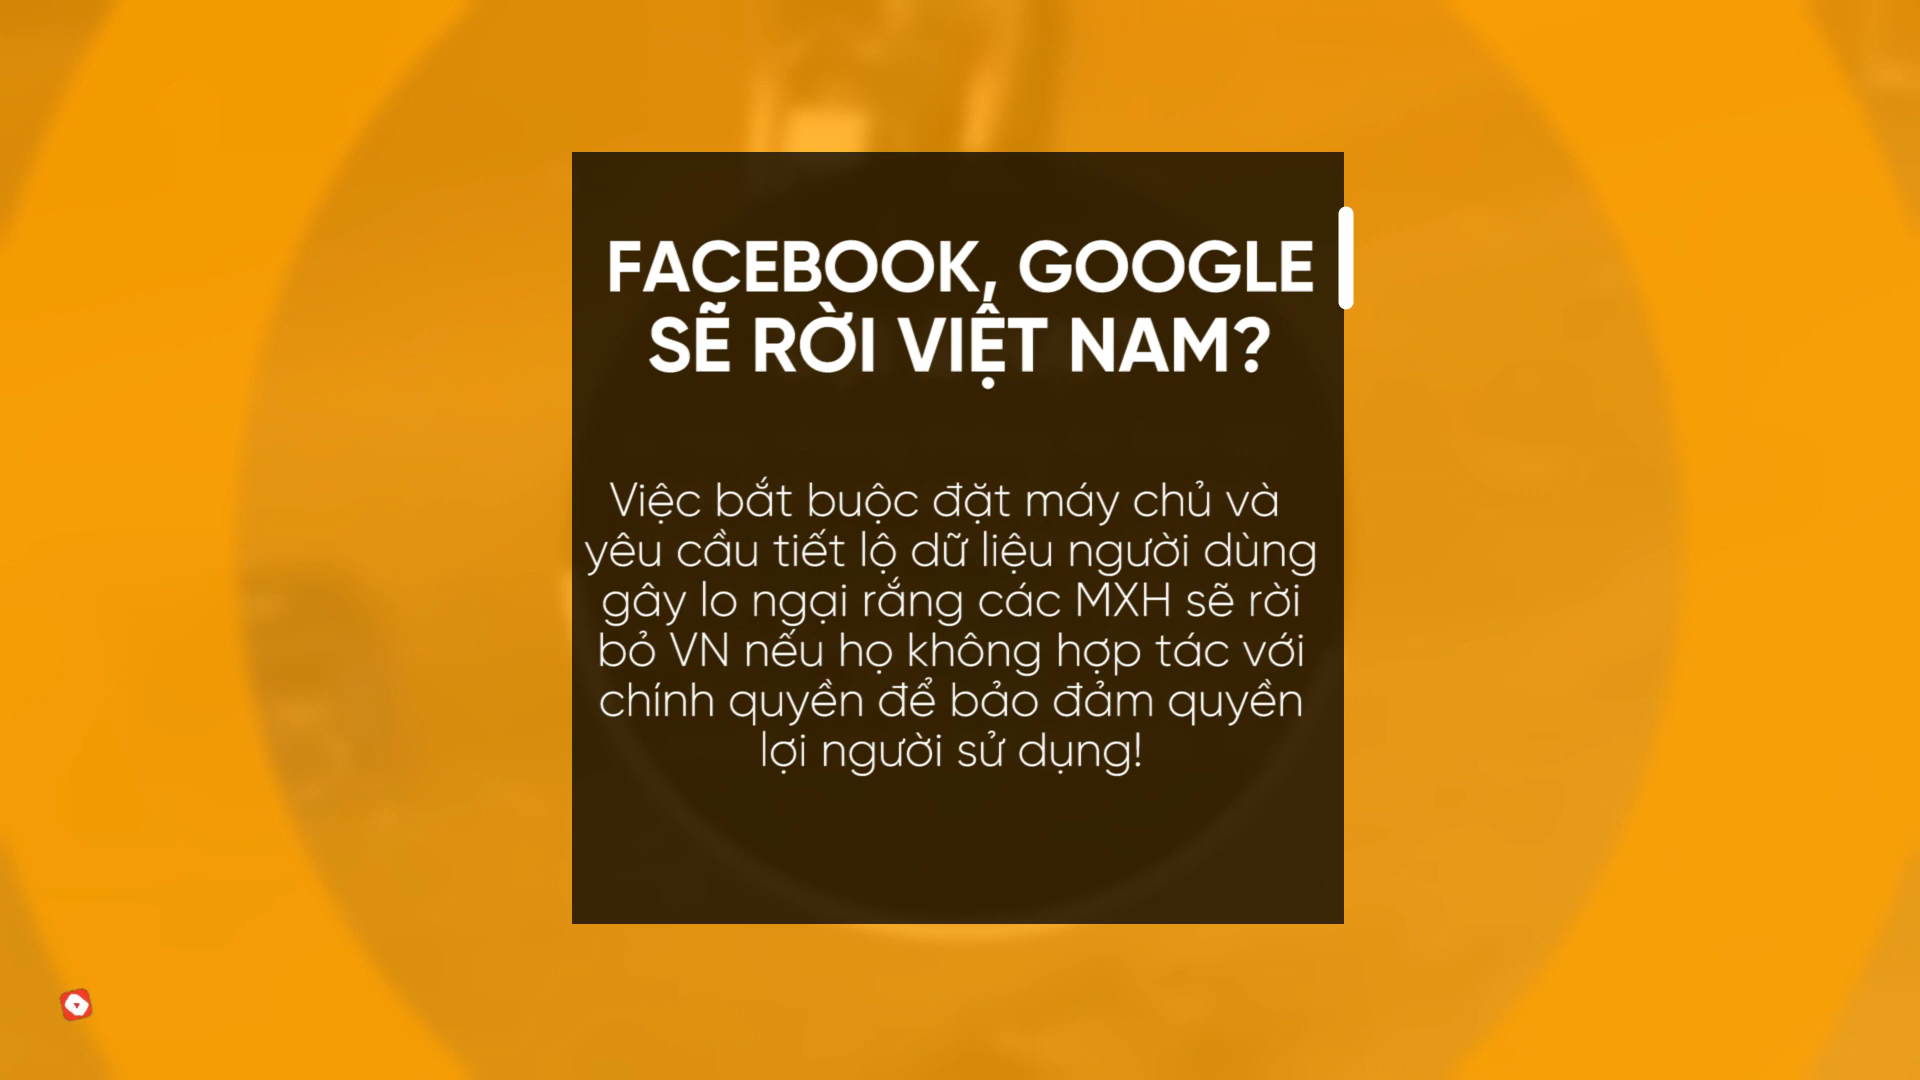 FACEBOOK, GOOGLE
SẼ RỜI VIỆT NAM?
Việc bắt buộc đặt máy chủ và
yêu cầu tiết lộ dữ liệu người dùng
gây lo ngại rằng các MXH sẽ rời
bỏ VN nếu họ không hợp tác với
chính quyền để bảo đảm quyền
lợi người sử dụng!